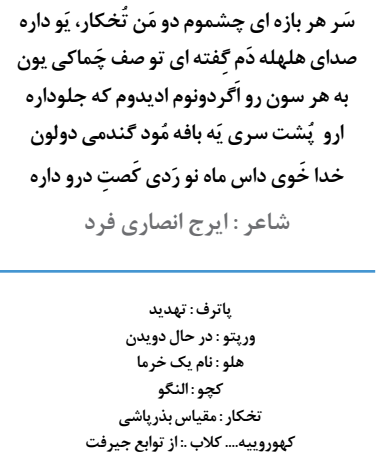 سَر هر بازه ای چشموم دو مَن تُخکار، یَو داره
صدای هلهله دَم گِفته ای تو صف چَماکی یون
به هر سون رو اَگردونوم ادیدوم که جلوداره
ارو پُشت سری یَه بافه مُود گندمی دولون
خدا خَوی داس ماه نو رَدی کَصتِ درو داره
شاعر : ایرج انصاری فرد
پاترف : تهدید
ورپتو : در حال دویدن
هلو : نام یک خرما
کچو : النگو
تخکار : مقیاس بذرپاشی
کهوروییه.... کلاب .: از توابع جیرفت